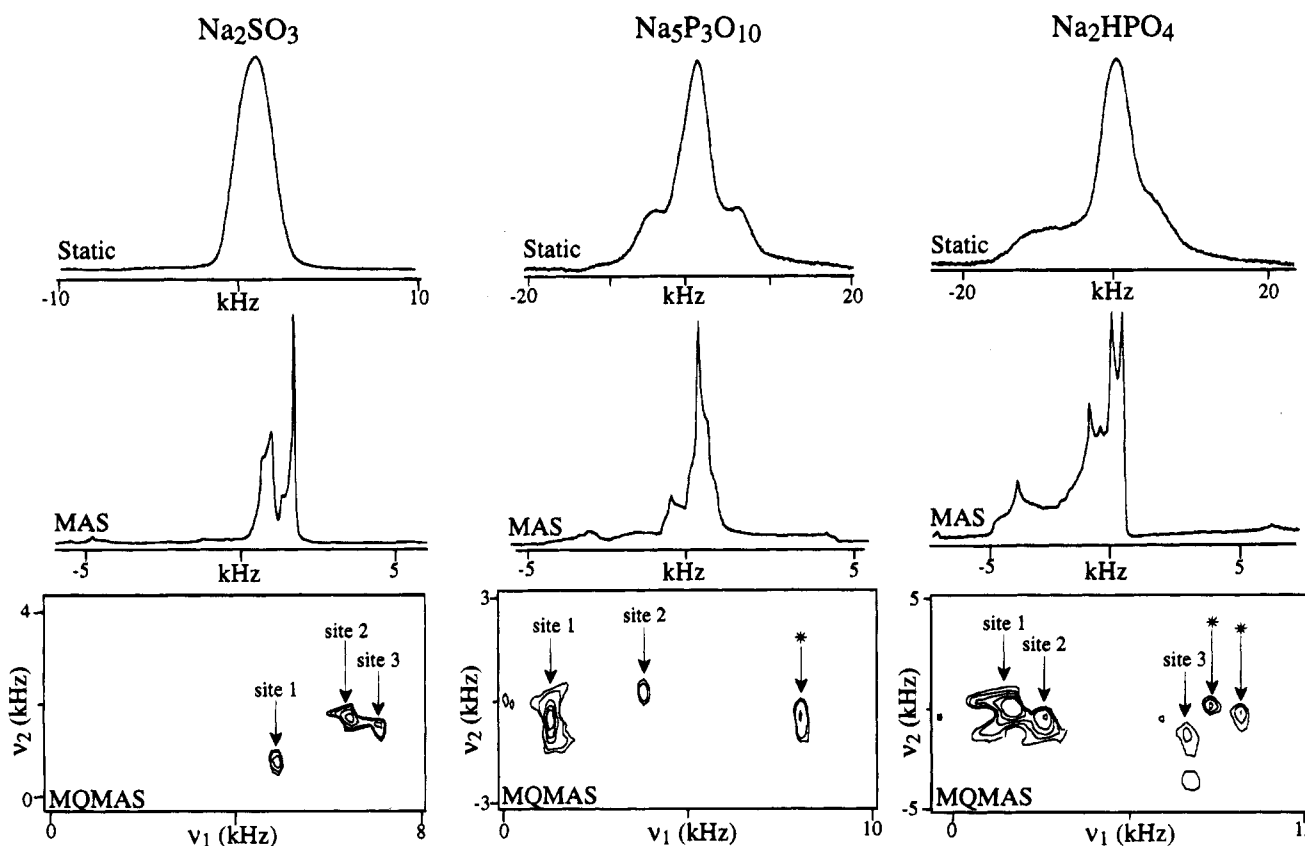 Na2SO3
Na5P3O10
Na2HPO4
Static
Static
Static
-10
kHz
10
-20
kHz
20
-20
kHz
20
MAS
MAS
MAS
-5
kHz
5
-5
kHz
5
-5
kHz
5
4
ν2 (kHz)
0
site 1
site 2
site 3
MQMAS
0
ν1 (kHz)
8
3
ν2 (kHz)
-3
site 1
site 2
*
MQMAS
0
ν1 (kHz)
10
5
ν2 (kHz)
-5
site 1
site 2
site 3
*
*
MQMAS
0
ν1 (kHz)